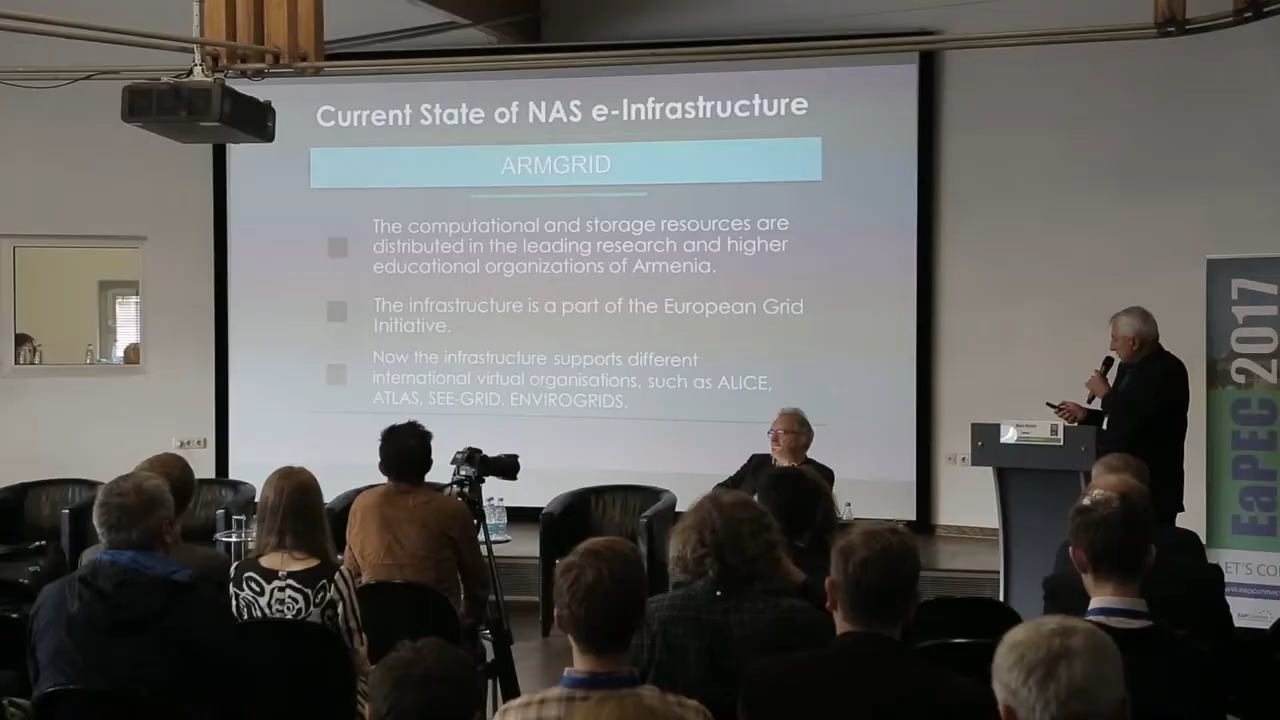 Current State of NAS e-Infrastructure
ARMGRID
The computational and storage resources are
distributed in the leading research and higher
educational organizations of Armenia.
The infrastructure is a part of the European Grid
Initiative.
Now the infrastructure supports different
international virtual organisations, such as ALICE,
ATLAS, SEE-GRID, ENVIROGRIDS.
EaPEC 2017
LET'S